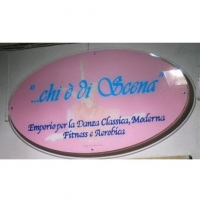 "...chi è di Scena"
Emporio per la Danza Classica, Moderna
Fitness e Aerobica